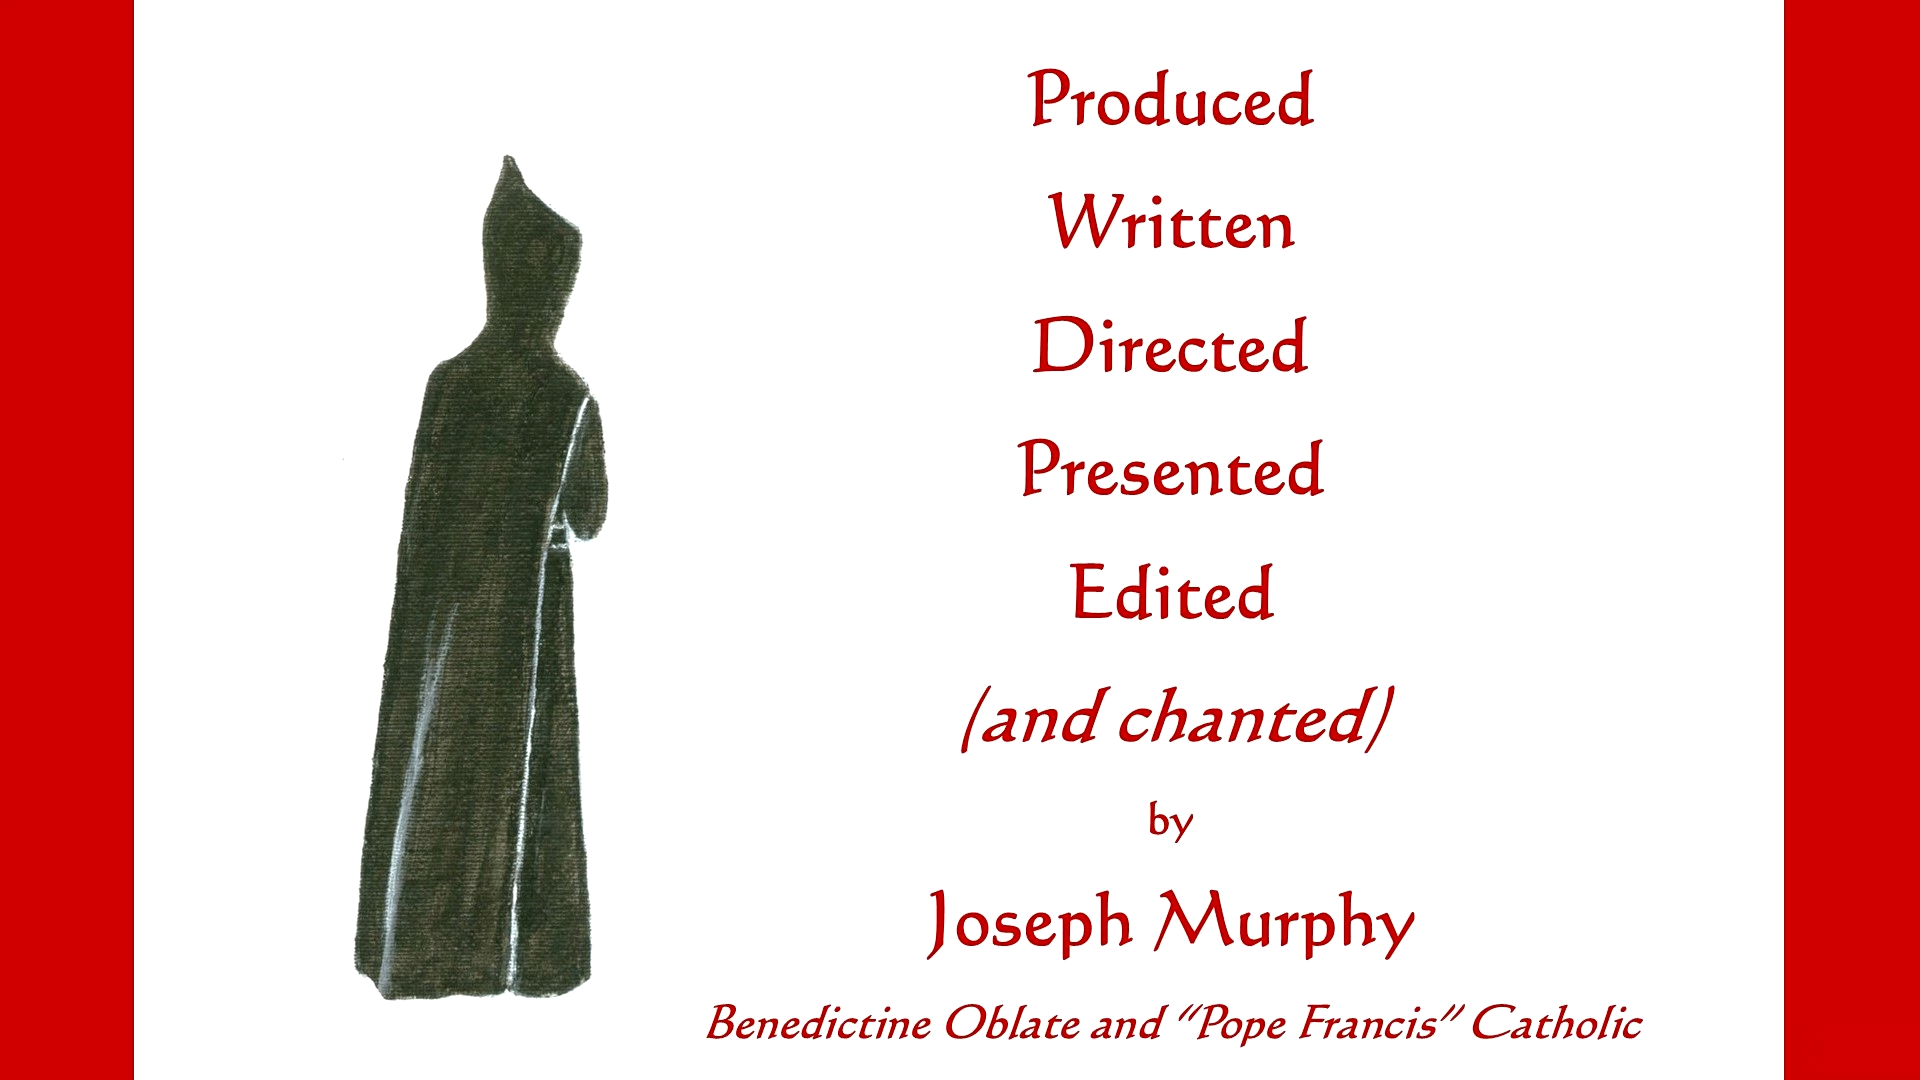 Produced
Written
Directed
Presented
Edited
(and chanted)
by
Joseph Murphy
Benedictine Oblate and “Pope Francis” Catholic